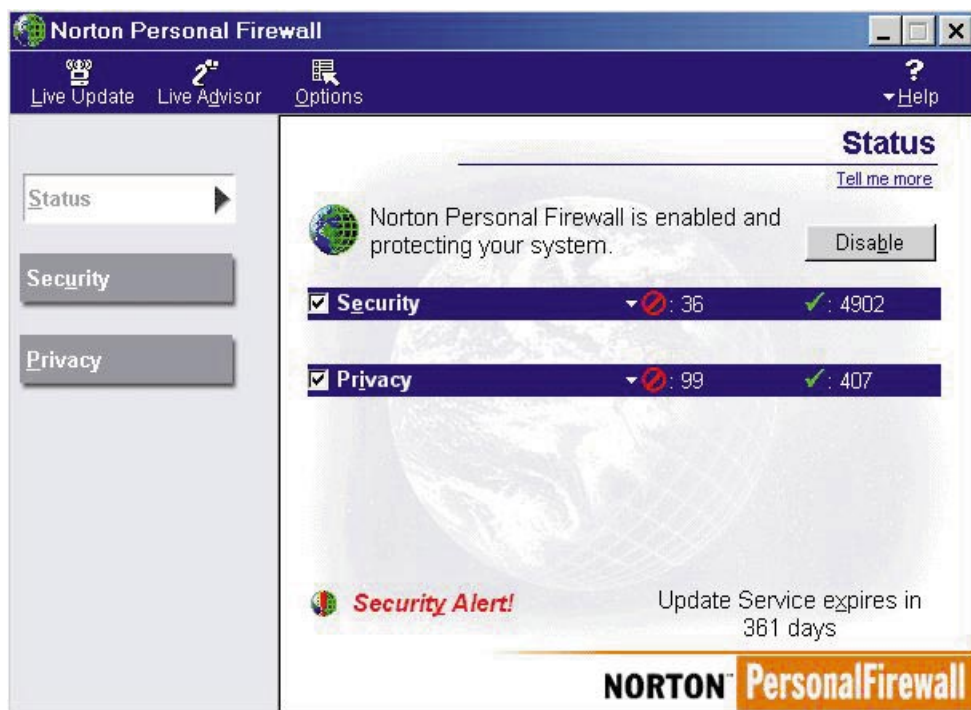 Norton Personal Firewall
Live Update Live Advisor Options Help
Status
Tell me more
Status
Security
Privacy
Norton Personal Firewall is enabled and
protecting your system.
Disable
Security : 36 : 4902
Privacy : 99 : 407
Security Alert!
Update Service expires in
361 days
NORTON™ PersonalFirewall